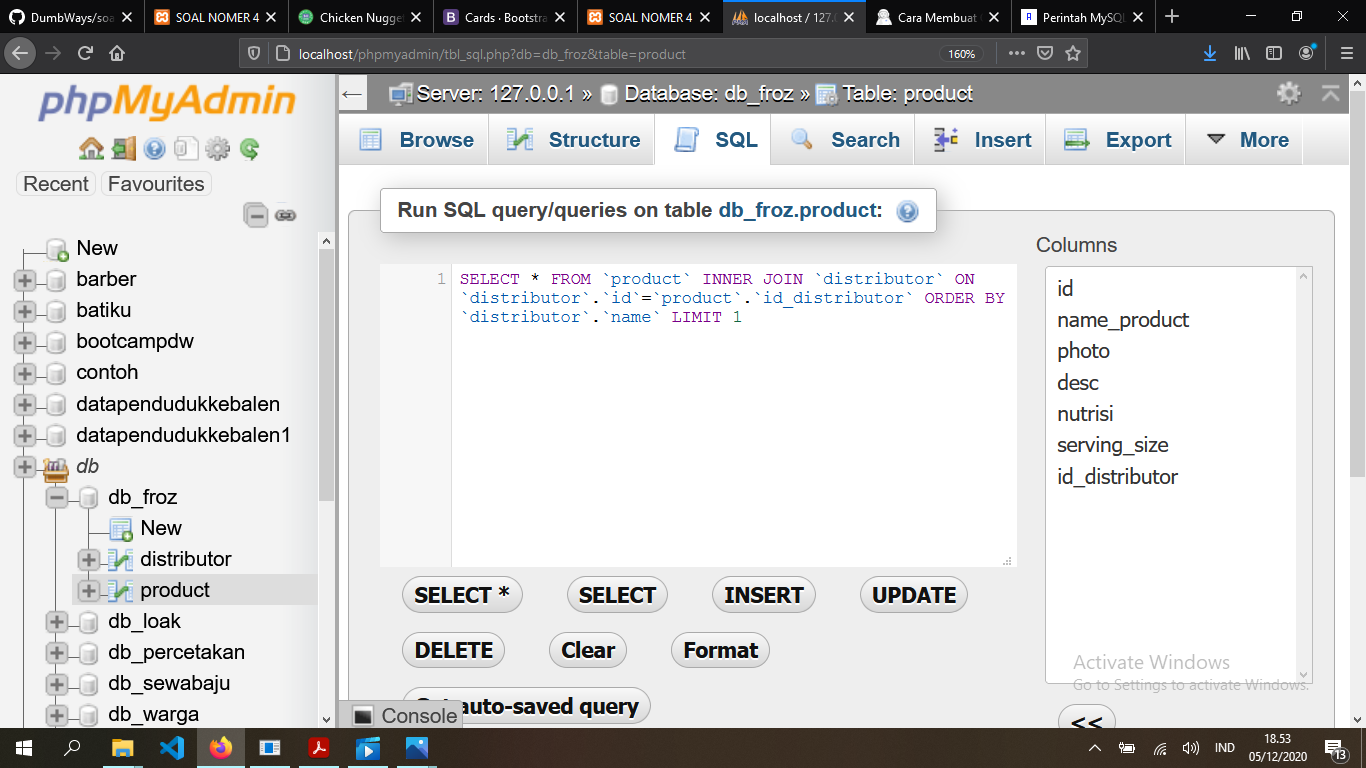 DumbWays/soa
SOAL NOMER 4
Chicken Nugge
Cards · Bootstra
SOAL NOMER 4
localhost / 127.0
Cara Membuat
Perintah MySQL
localhost/phpmyadmin/tbl_sql.php?db=db_froz&table=product
160%
phpMyAdmin
Recent
Favourites
New
barber
batiku
bootcampdw
contoh
datapendudukkebalen
datapendudukkebalen1
db
db_froz
New
distributor
product
db_loak
db_percetakan
db_sewabaju
db_warga
Server: 127.0.0.1 » Database: db_froz » Table: product
Browse
Structure
SQL
Search
Insert
Export
More
Run SQL query/queries on table db_froz.product:
1
SELECT * FROM `product` INNER JOIN `distributor` ON
`distributor`.`id`=`product`.`id_distributor` ORDER BY
`distributor`.`name` LIMIT 1
Columns
id
name_product
photo
desc
nutrisi
serving_size
id_distributor
SELECT *
SELECT
INSERT
UPDATE
DELETE
Clear
Format
auto-saved query
<<
Console
Activate Windows
Go to Settings to activate Windows.
IND
18.53
05/12/2020
13